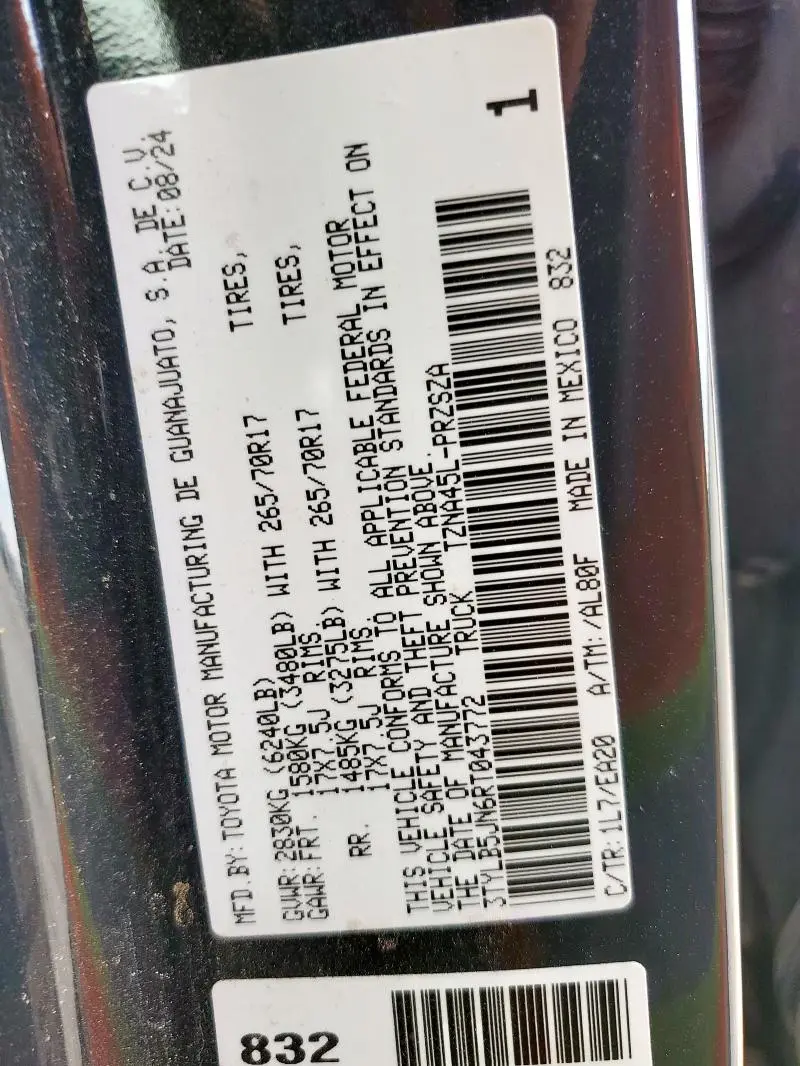 MFD.BY:TOYOTA MOTOR MANUFACTURING DE GUANAJUATO, S.A. DE C.V.
DATE:08/24
GVWR:2830KG (6240LB)
GAWR:FRT. 1580KG (3480LB) WITH 265/70R17 TIRES,
17X7.5J RIMS.
RR. 1485KG (3275LB) WITH 265/70R17 TIRES,
17X7.5J RIMS
THIS VEHICLE CONFORMS TO ALL APPLICABLE FEDERAL MOTOR
VEHICLE SAFETY AND THEFT PREVENTION STANDARDS IN EFFECT ON
THE DATE OF MANUFACTURE SHOWN ABOVE.
3TYLB5JN6RT043772 TRUCK TZNA45L-PRZSZA
1
C/TR:1L7/EA20 A/TM:/AL80F MADE IN MEXICO 832
832